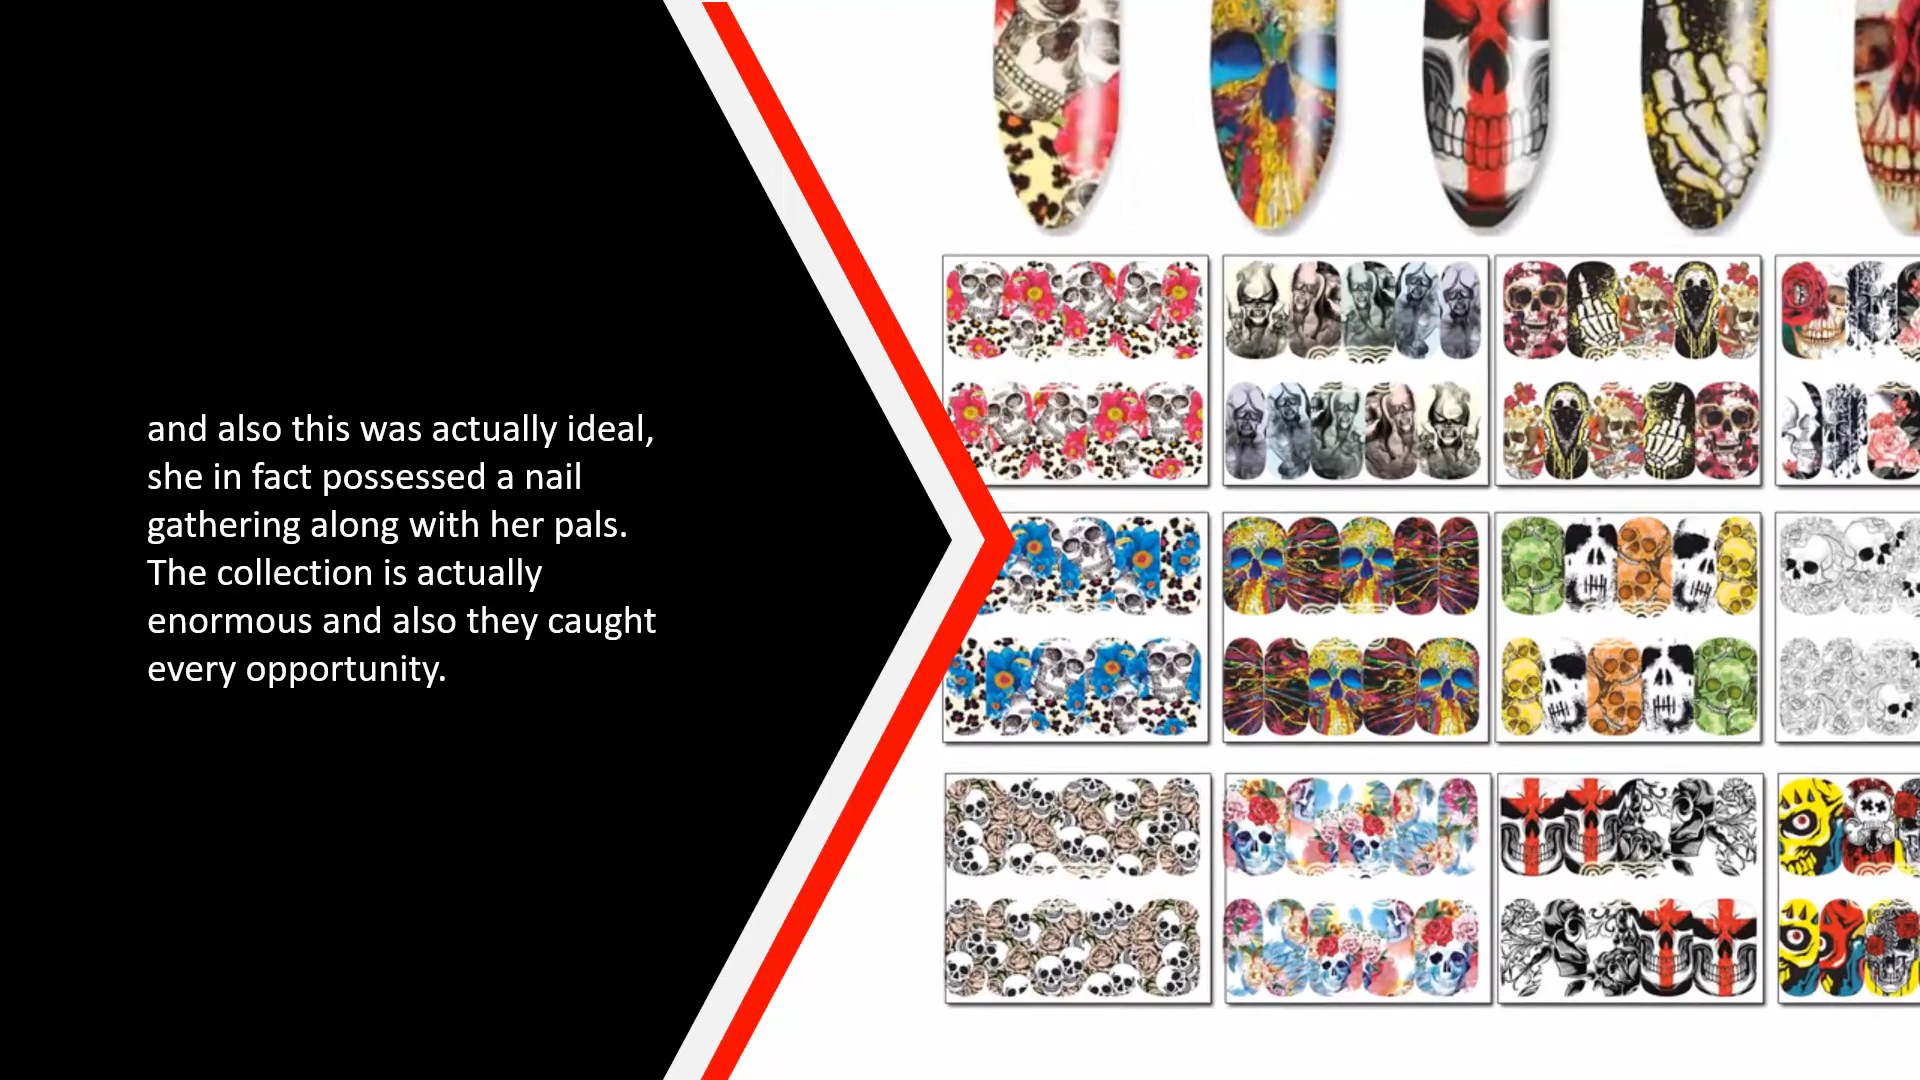 and also this was actually ideal,
she in fact possessed a nail
gathering along with her pals.
The collection is actually
enormous and also they caught
every opportunity.